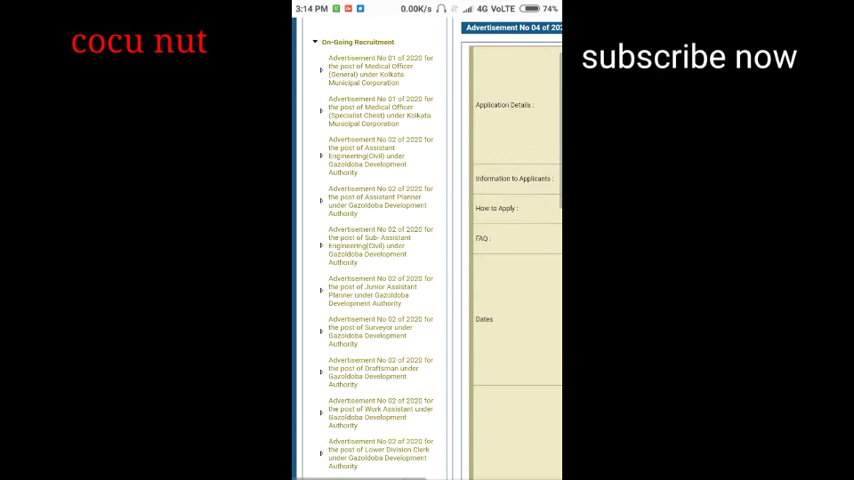 cocu nut
subscribe now
3:14 PM
0.00K/s
4G VoLTE
74%
On-Going Recruitment
Advertisement No 01 of 2020 for
the post of Medical Officer
(General) under Kolkata
Municipal Corporation
Advertisement No 01 of 2020 for
the post of Medical Officer
(Specialist Chest) under Kolkata
Municipal Corporation
Advertisement No 02 of 2020 for
the post of Assistant
Engineering(Civil) under
Gazoldoba Development
Authority
Advertisement No 02 of 2020 for
the post of Assistant Planner
under Gazoldoba Development
Authority
Advertisement No 02 of 2020 for
the post of Sub- Assistant
Engineering(Civil) under
Gazoldoba Development
Authority
Advertisement No 02 of 2020 for
the post of Junior Assistant
Planner under Gazoldoba
Development Authority
Advertisement No 02 of 2020 for
the post of Surveyor under
Gazoldoba Development
Authority
Advertisement No 02 of 2020 for
the post of Draftsman under
Gazoldoba Development
Authority
Advertisement No 02 of 2020 for
the post of Work Assistant under
Gazoldoba Development
Authority
Advertisement No 02 of 2020 for
the post of Lower Division Clerk
under Gazoldoba Development
Authority
Advertisement No 04 of 202
Application Details :
Information to Applicants :
How to Apply :
FAQ :
Dates